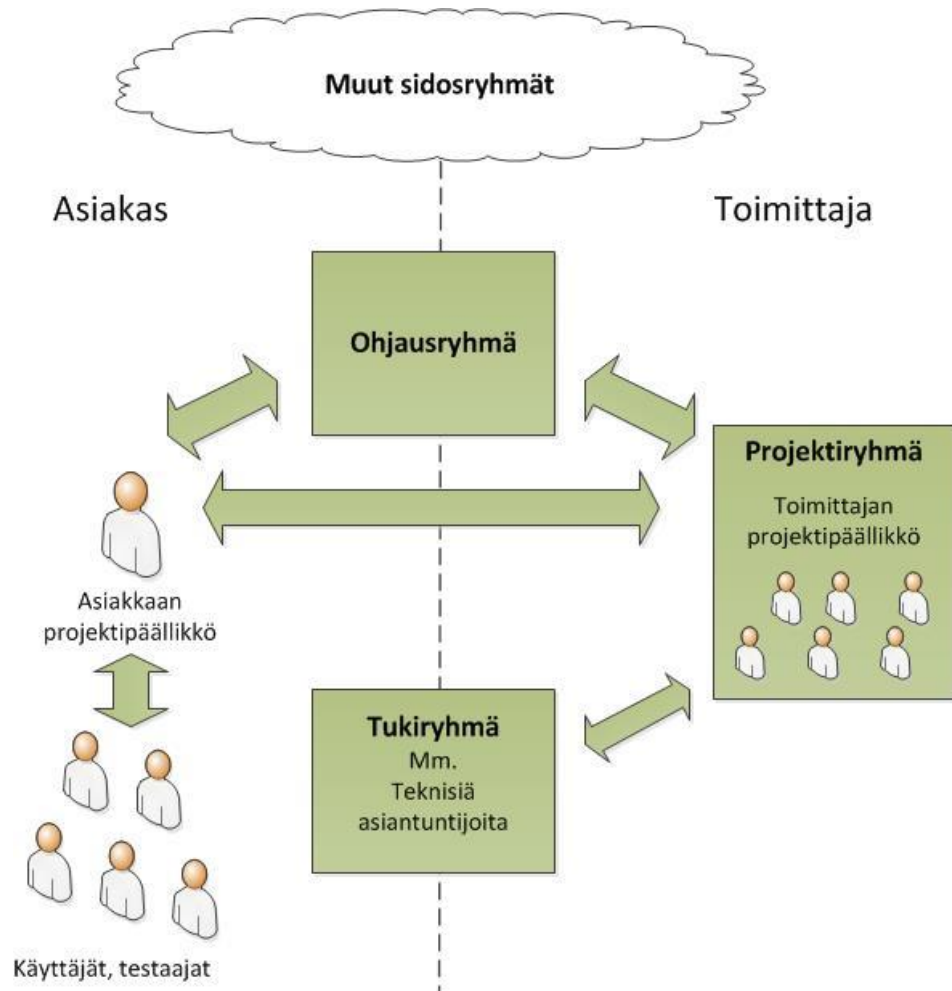 Muut sidosryhmät
Asiakas
Toimittaja
Ohjausryhmä
Projektiryhmä
Toimittajan
projektipäällikkö
Asiakkaan
projektipäällikkö
Tukiryhmä
Mm.
Teknisiä
asiantuntijoita
Käyttäjät, testaajat